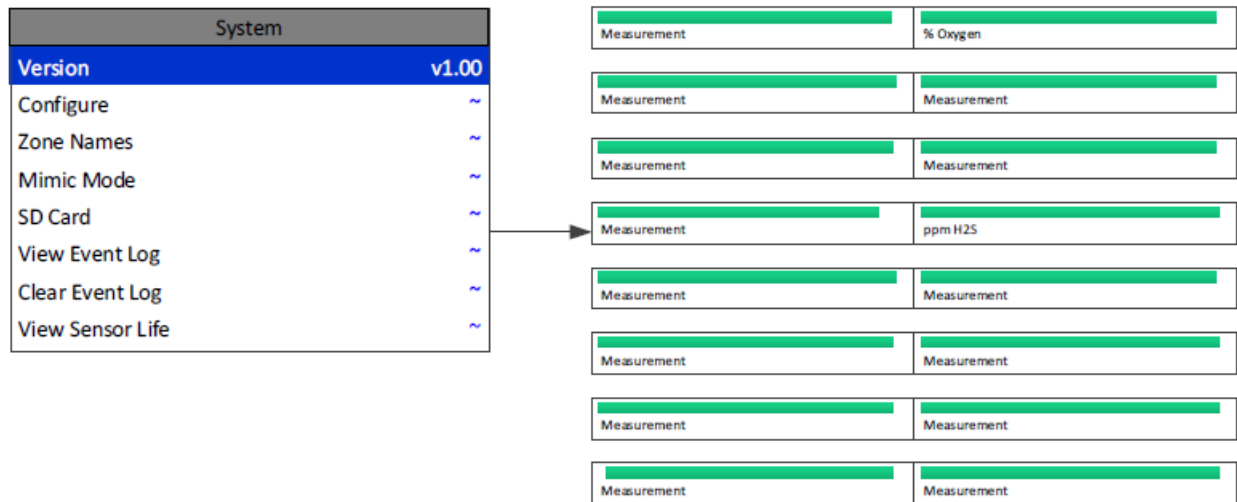 System
Version v1.00
Configure ~
Zone Names ~
Mimic Mode ~
SD Card ~
View Event Log ~
Clear Event Log ~
View Sensor Life ~
Measurement % Oxygen
Measurement Measurement
Measurement Measurement
Measurement ppm H2S
Measurement Measurement
Measurement Measurement
Measurement Measurement
Measurement Measurement